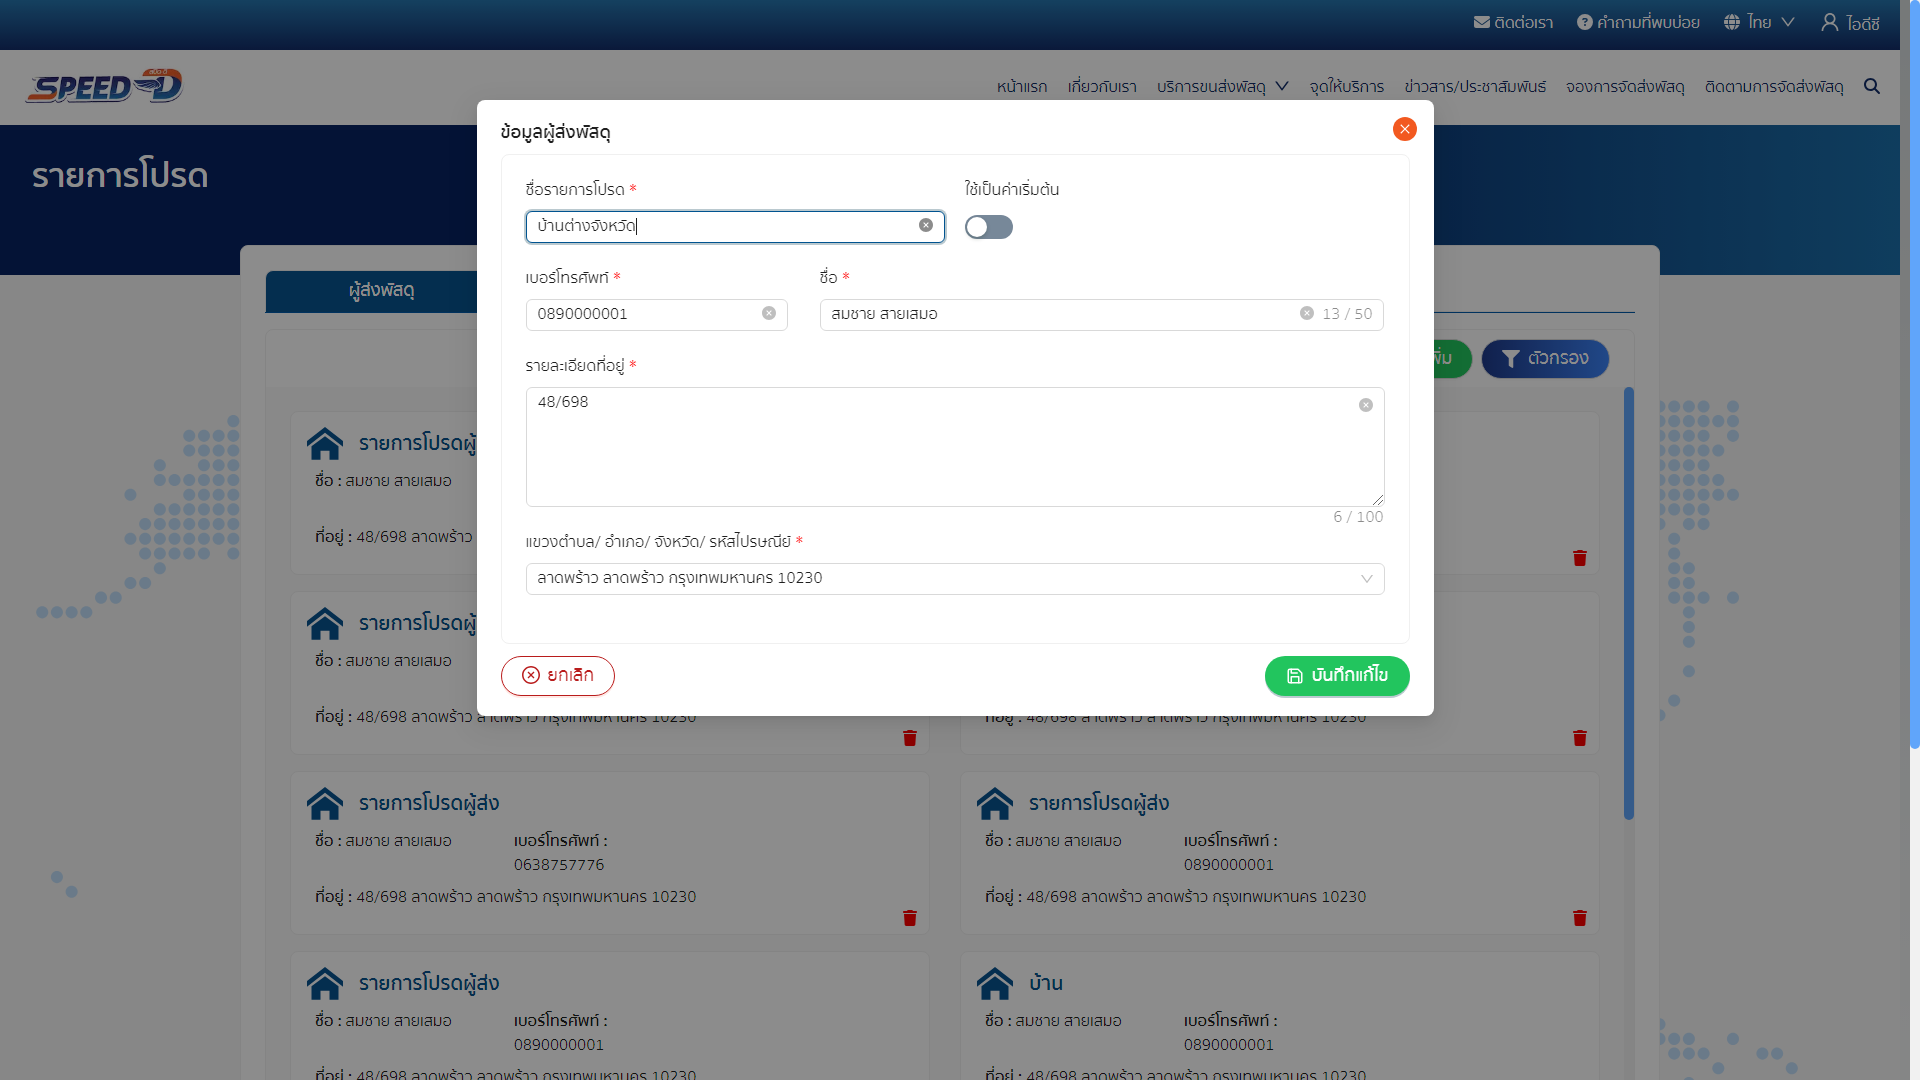 ติดต่อเรา คำถามที่พบบ่อย ไทย ไอดีซี
SPEED-D หน้าแรก เกี่ยวกับเรา บริการขนส่งพัสดุ จุดให้บริการ ข่าวสาร/ประชาสัมพันธ์ จองการจัดส่งพัสดุ ติดตามการจัดส่งพัสดุ
รายการโปรด
ข้อมูลผู้ส่งพัสดุ
ชื่อรายการโปรด * ใช้เป็นค่าเริ่มต้น
บ้านต่างจังหวัด
เบอร์โทรศัพท์ * ชื่อ *
0890000001 สมชาย สายเสมอ 13 / 50
รายละเอียดที่อยู่ *
48/698
6 / 100
แขวงตำบล/ อำเภอ/ จังหวัด/ รหัสไปรษณีย์ *
ลาดพร้าว ลาดพร้าว กรุงเทพมหานคร 10230
ยกเลิก บันทึกแก้ไข
ผู้ส่งพัสดุ
ตัวกรอง
รายการโปรดผู้
ชื่อ : สมชาย สายเสมอ
ที่อยู่ : 48/698 ลาดพร้าว
รายการโปรดผู้
ชื่อ : สมชาย สายเสมอ
ที่อยู่ : 48/698 ลาดพร้าว ลาดพร้าว กรุงเทพมหานคร 10230
ที่อยู่ : 48/698 ลาดพร้าว ลาดพร้าว กรุงเทพมหานคร 10230
รายการโปรดผู้ส่ง
ชื่อ : สมชาย สายเสมอ เบอร์โทรศัพท์ :
0638757776
ที่อยู่ : 48/698 ลาดพร้าว ลาดพร้าว กรุงเทพมหานคร 10230
รายการโปรดผู้ส่ง
ชื่อ : สมชาย สายเสมอ เบอร์โทรศัพท์ :
0890000001
ที่อยู่ : 48/698 ลาดพร้าว ลาดพร้าว กรุงเทพมหานคร 10230
รายการโปรดผู้ส่ง
ชื่อ : สมชาย สายเสมอ เบอร์โทรศัพท์ :
0890000001
ที่อยู่ : 48/698 ลาดพร้าว ลาดพร้าว กรุงเทพมหานคร 10230
บ้าน
ชื่อ : สมชาย สายเสมอ เบอร์โทรศัพท์ :
0890000001
ที่อยู่ : 48/698 ลาดพร้าว ลาดพร้าว กรุงเทพมหานคร 10230